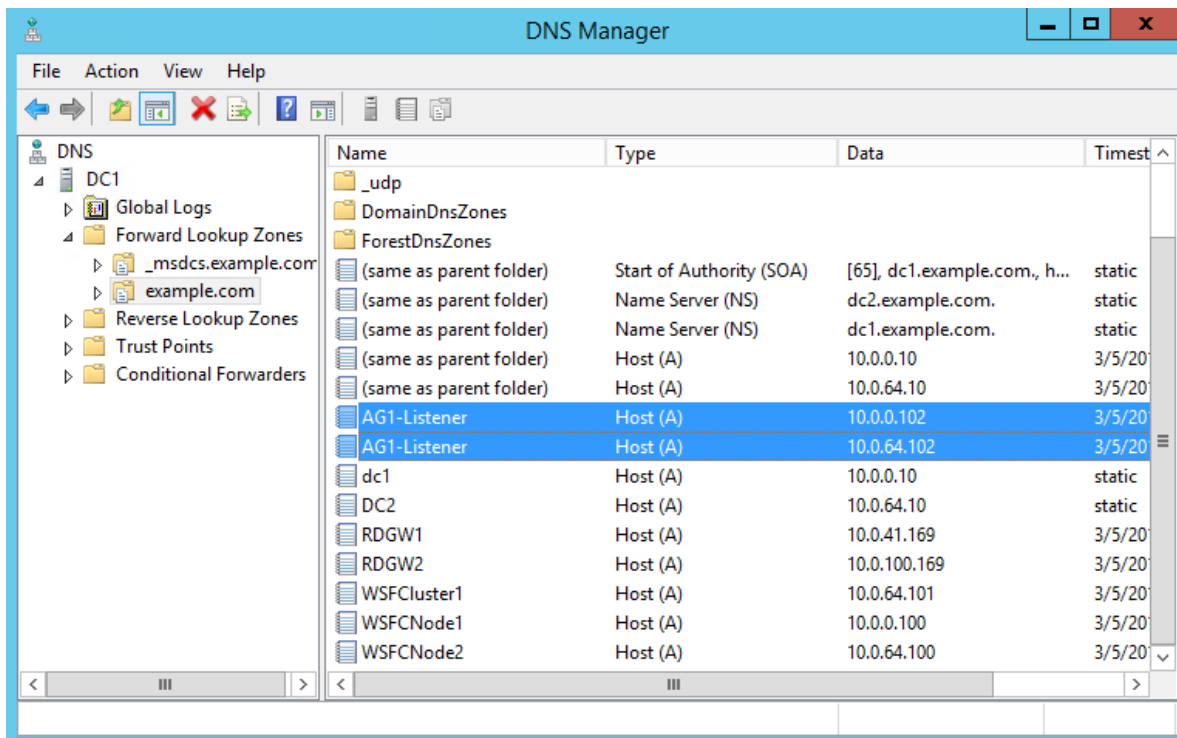 DNS Manager
File Action View Help
DNS
DC1
Global Logs
Forward Lookup Zones
_msdcs.example.com
example.com
Reverse Lookup Zones
Trust Points
Conditional Forwarders
Name Type Data Timest
_udp
DomainDnsZones
ForestDnsZones
(same as parent folder) Start of Authority (SOA) [65], dc1.example.com., h... static
(same as parent folder) Name Server (NS) dc2.example.com. static
(same as parent folder) Name Server (NS) dc1.example.com. static
(same as parent folder) Host (A) 10.0.0.10 3/5/20
(same as parent folder) Host (A) 10.0.64.10 3/5/20
AG1-Listener Host (A) 10.0.0.102 3/5/20
AG1-Listener Host (A) 10.0.64.102 3/5/20
dc1 Host (A) 10.0.0.10 static
DC2 Host (A) 10.0.64.10 static
RDGW1 Host (A) 10.0.41.169 3/5/20
RDGW2 Host (A) 10.0.100.169 3/5/20
WSFCluster1 Host (A) 10.0.64.101 3/5/20
WSFCNode1 Host (A) 10.0.0.100 3/5/20
WSFCNode2 Host (A) 10.0.64.100 3/5/20